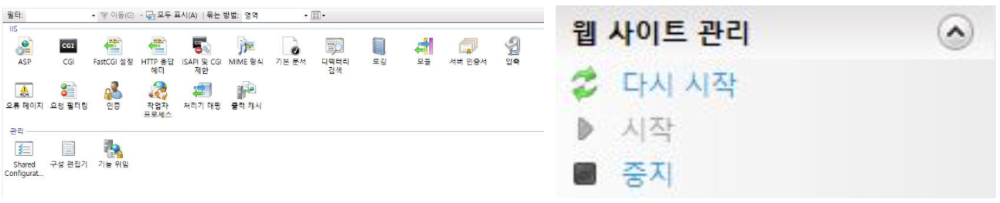 필터: 이동(G) 모두 표시(A) | 묶는 방법: 영역
IIS
CGI
ASP CGI FastCGI 설정 HTTP 응답 헤더 ISAPI 및 CGI 제한 MIME 형식 기본 문서 디렉터리 검색 로깅 모듈 서버 인증서 압축
404
오류 페이지 요청 필터링 인증 작업자 프로세스 처리기 매핑 출력 캐시
관리
Shared Configurat... 구성 편집기 기능 위임
웹 사이트 관리
다시 시작
시작
중지